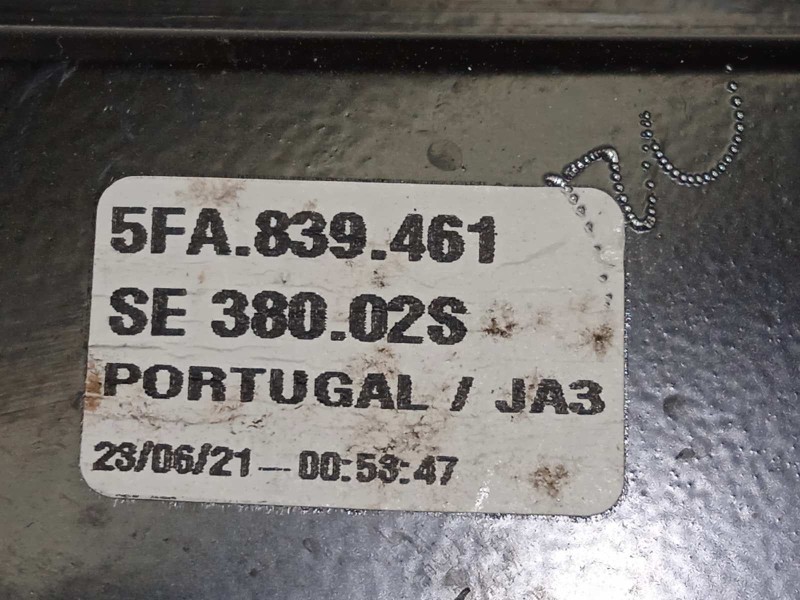 5FA.839.461
SE 380.02S
PORTUGAL / JA3
23/06/21 — 00:53:47